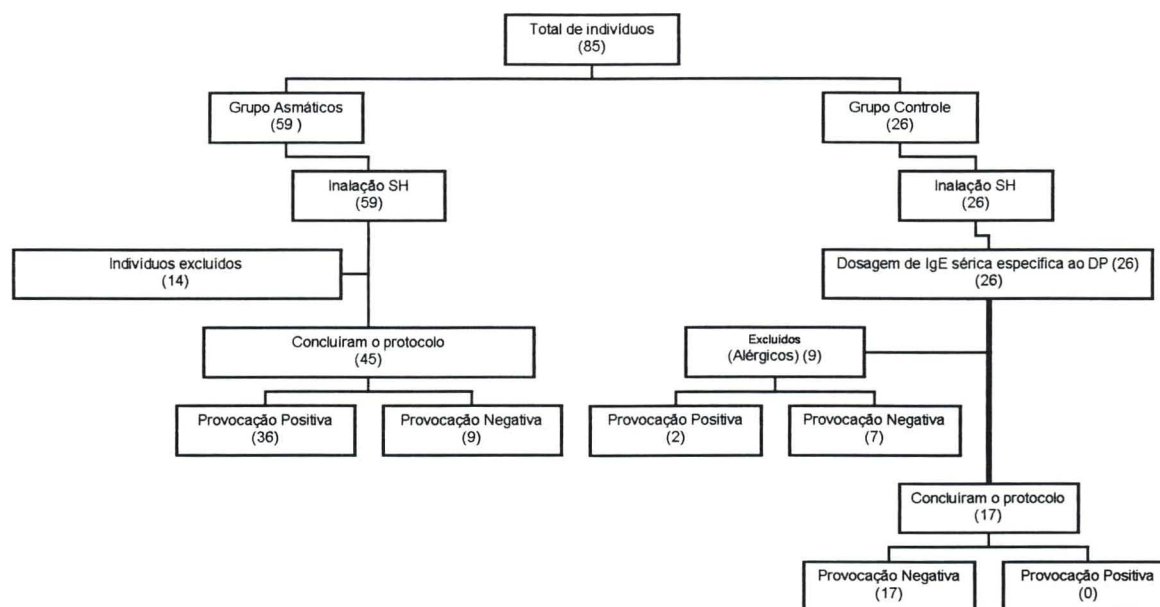 Total de indivíduos
(85)
Grupo Asmáticos
(59 )
Grupo Controle
(26)
Inalação SH
(59)
Inalação SH
(26)
Indivíduos excluídos
(14)
Dosagem de IgE sérica específica ao DP (26)
(26)
Concluíram o protocolo
(45)
Excluídos
(Alérgicos) (9)
Provocação Positiva
(36)
Provocação Negativa
(9)
Provocação Positiva
(2)
Provocação Negativa
(7)
Concluíram o protocolo
(17)
Provocação Negativa
(17)
Provocação Positiva
(0)